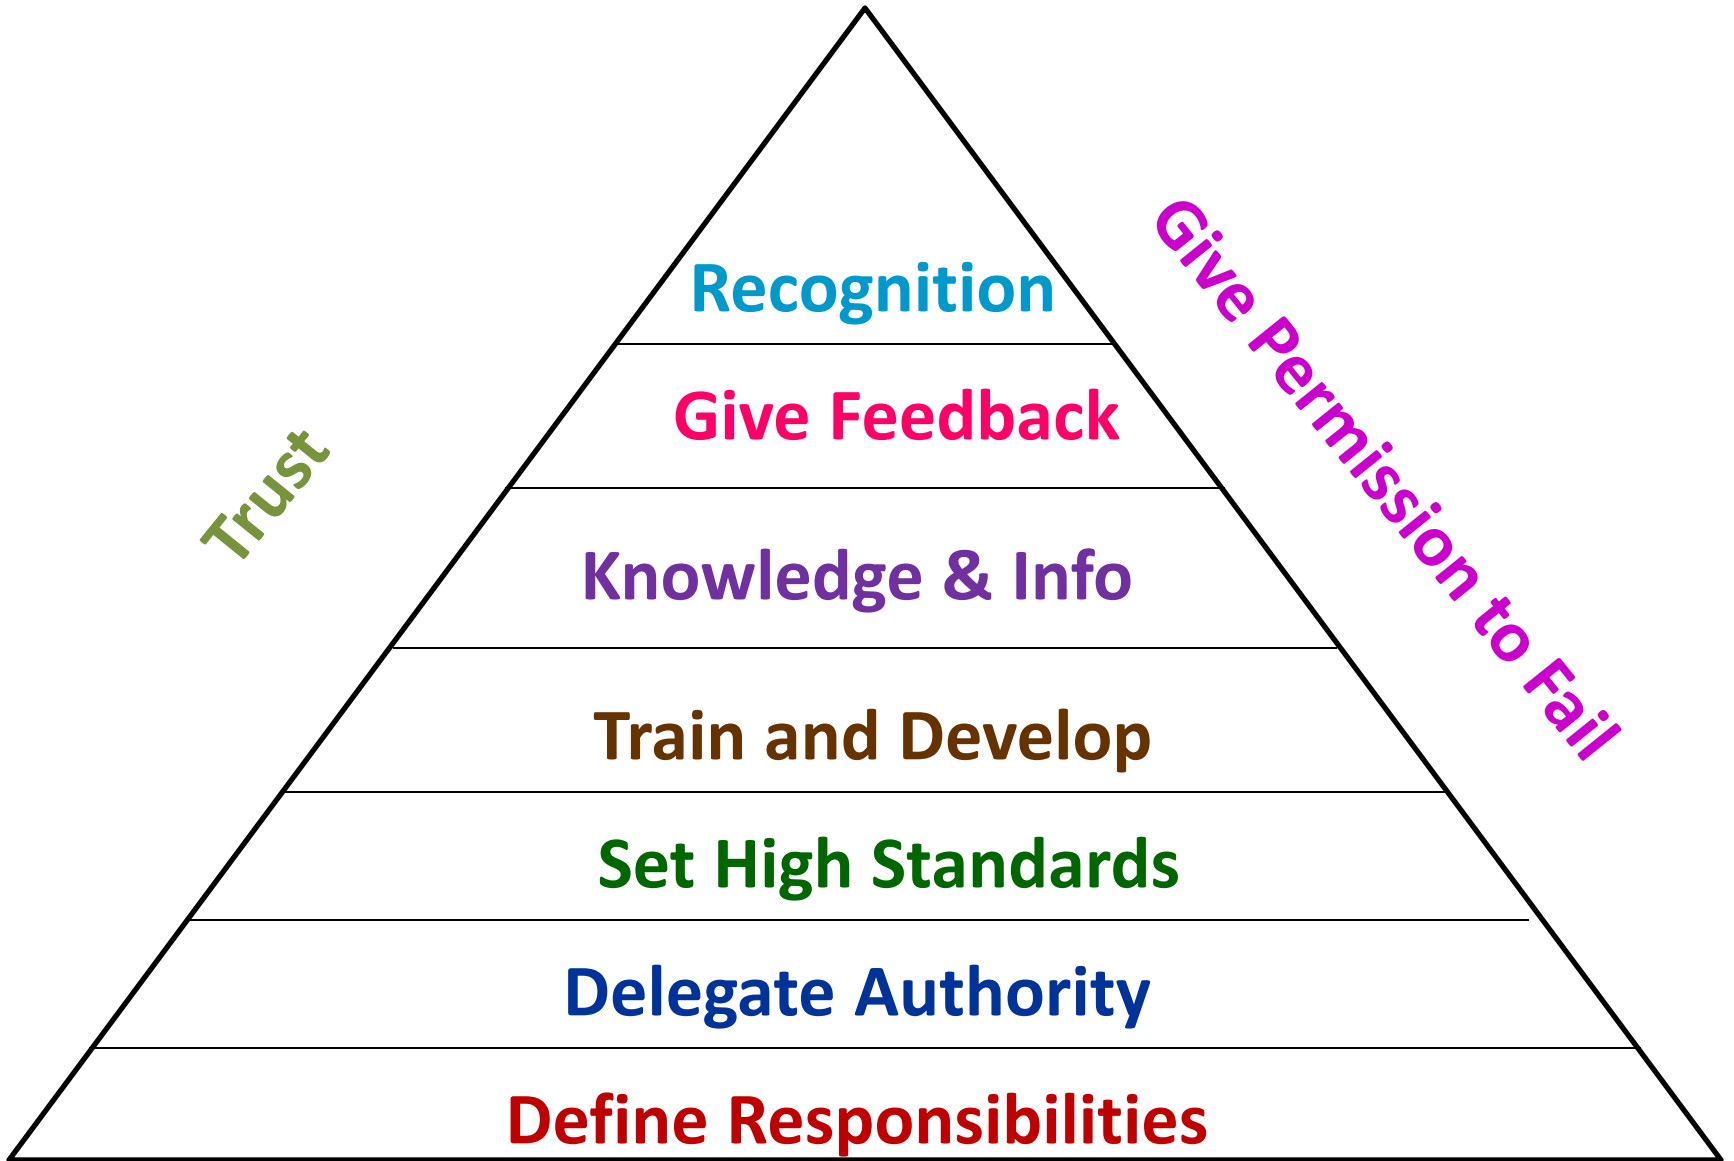 Recognition
Give Feedback
Knowledge & Info
Train and Develop
Set High Standards
Delegate Authority
Define Responsibilities
Trust
Give Permission to Fail